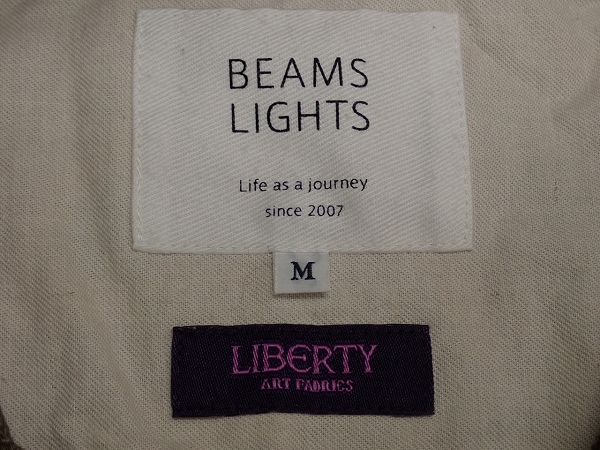 BEAMS
LIGHTS
Life as a journey
since 2007
M
LIBERTY
ART FABRICS